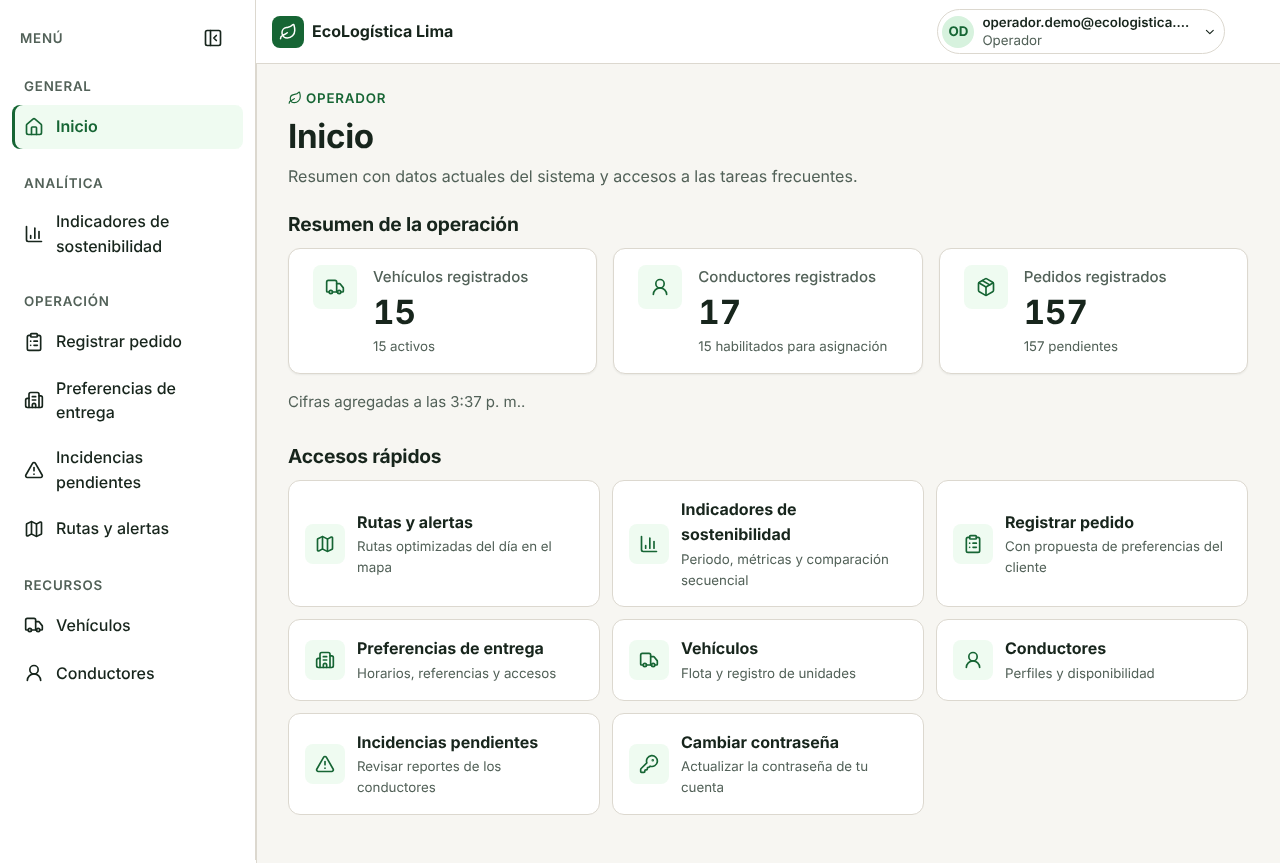 MENÚ
GENERAL
Inicio
ANALÍTICA
Indicadores de
sostenibilidad
OPERACIÓN
Registrar pedido
Preferencias de
entrega
Incidencias
pendientes
Rutas y alertas
RECURSOS
Vehículos
Conductores
EcoLogística Lima
OD
operador.demo@ecologistica....
Operador
OPERADOR
Inicio
Resumen con datos actuales del sistema y accesos a las tareas frecuentes.
Resumen de la operación
Vehículos registrados
15
15 activos
Conductores registrados
17
15 habilitados para asignación
Pedidos registrados
157
157 pendientes
Cifras agregadas a las 3:37 p. m..
Accesos rápidos
Rutas y alertas
Rutas optimizadas del día en el
mapa
Indicadores de
sostenibilidad
Periodo, métricas y comparación
secuencial
Registrar pedido
Con propuesta de preferencias del
cliente
Preferencias de entrega
Horarios, referencias y accesos
Vehículos
Flota y registro de unidades
Conductores
Perfiles y disponibilidad
Incidencias pendientes
Revisar reportes de los
conductores
Cambiar contraseña
Actualizar la contraseña de tu
cuenta